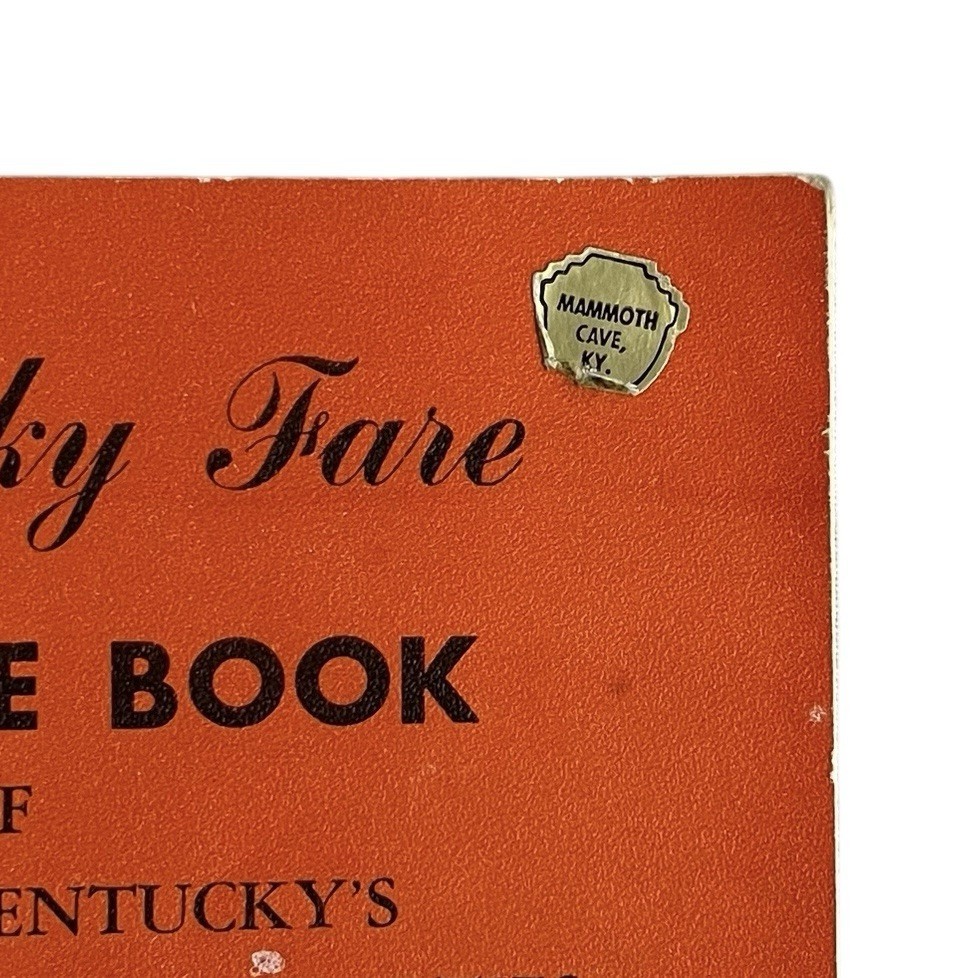 MAMMOTH
CAVE,
KY.
ky Fare
E BOOK
F
ENTUCKY'S